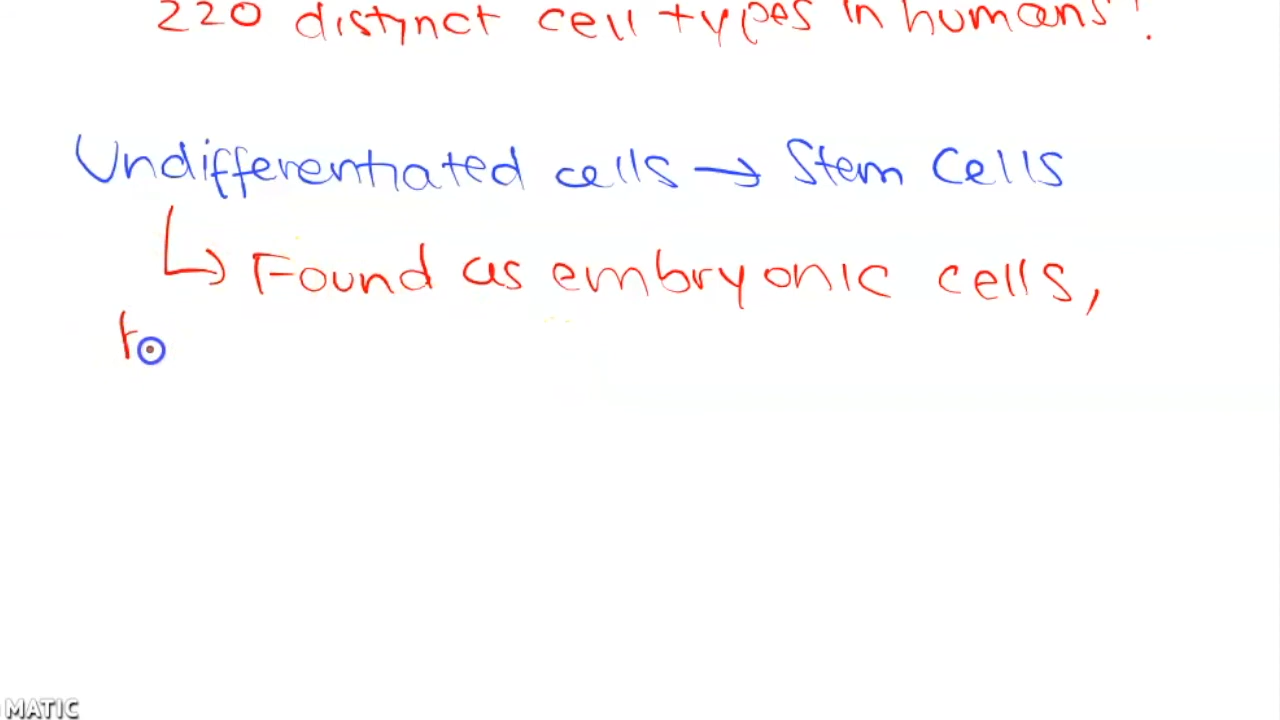 220 distinct cell types in humans!
Undifferentiated cells → Stem Cells
↳ Found as embryonic cells,
MATIC